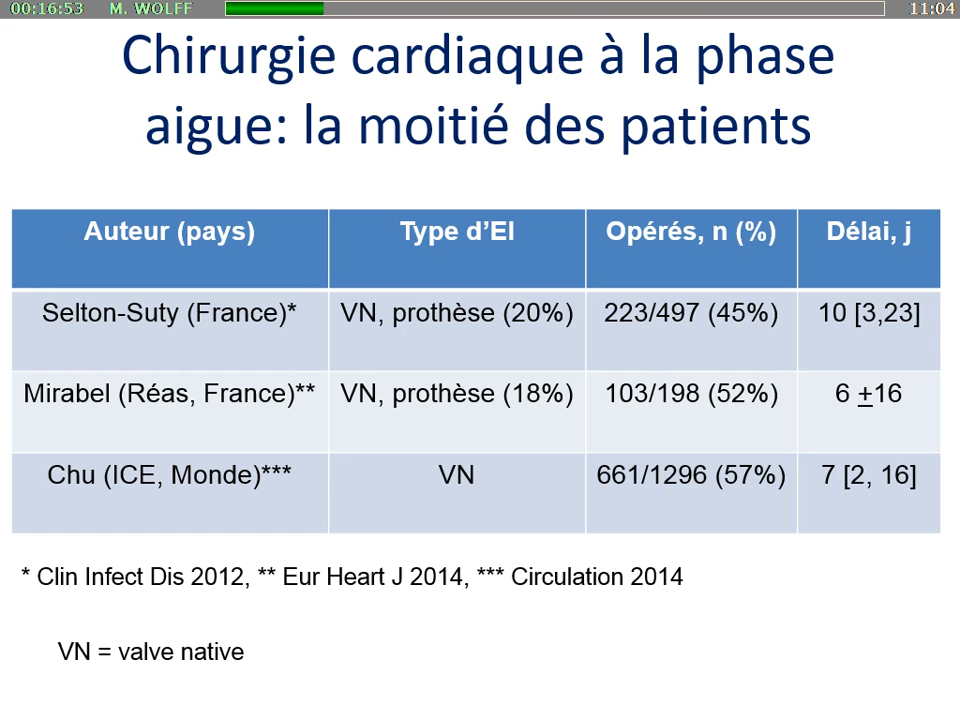 00:16:53 M. WOLFF 11:04
Chirurgie cardiaque à la phase
aigue: la moitié des patients
Auteur (pays) Type d’EI Opérés, n (%) Délai, j
Selton-Suty (France)* VN, prothèse (20%) 223/497 (45%) 10 [3,23]
Mirabel (Réas, France)** VN, prothèse (18%) 103/198 (52%) 6 +16
Chu (ICE, Monde)*** VN 661/1296 (57%) 7 [2, 16]
* Clin Infect Dis 2012, ** Eur Heart J 2014, *** Circulation 2014
VN = valve native